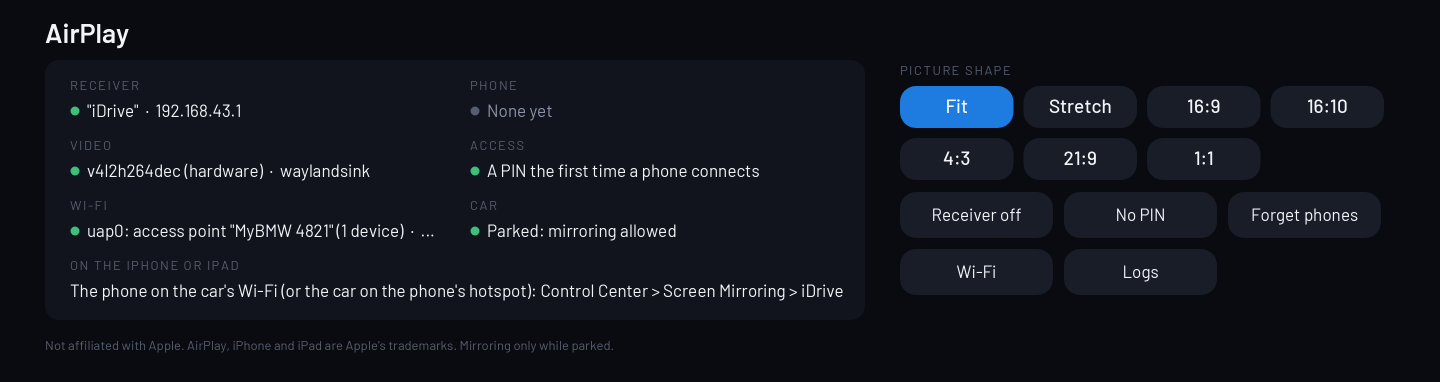 AirPlay
RECEIVER
"iDrive" · 192.168.43.1
PHONE
None yet
VIDEO
v4l2h264dec (hardware) · waylandsink
ACCESS
A PIN the first time a phone connects
WI-FI
uap0: access point "MyBMW 4821" (1 device) · ...
CAR
Parked: mirroring allowed
ON THE IPHONE OR IPAD
The phone on the car's Wi-Fi (or the car on the phone's hotspot): Control Center > Screen Mirroring > iDrive
PICTURE SHAPE
Fit Stretch 16:9 16:10
4:3 21:9 1:1
Receiver off No PIN Forget phones
Wi-Fi Logs
Not affiliated with Apple. AirPlay, iPhone and iPad are Apple's trademarks. Mirroring only while parked.